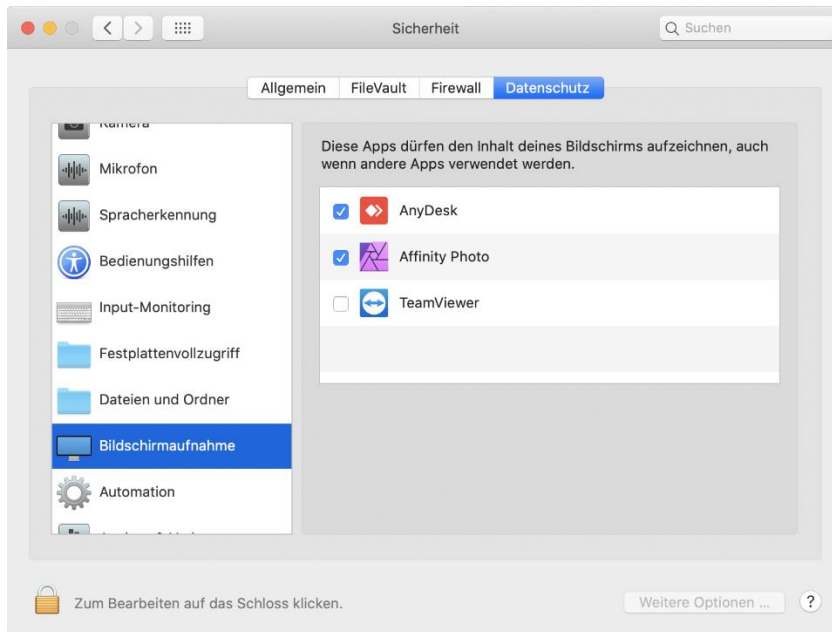 Sicherheit
Suchen
Allgemein
FileVault
Firewall
Datenschutz
Kamera
Mikrofon
Spracherkennung
Bedienungshilfen
Input-Monitoring
Festplattenvollzugriff
Dateien und Ordner
Bildschirmaufnahme
Automation
Diese Apps dürfen den Inhalt deines Bildschirms aufzeichnen, auch
wenn andere Apps verwendet werden.
AnyDesk
Affinity Photo
TeamViewer
Zum Bearbeiten auf das Schloss klicken.
Weitere Optionen ...
?